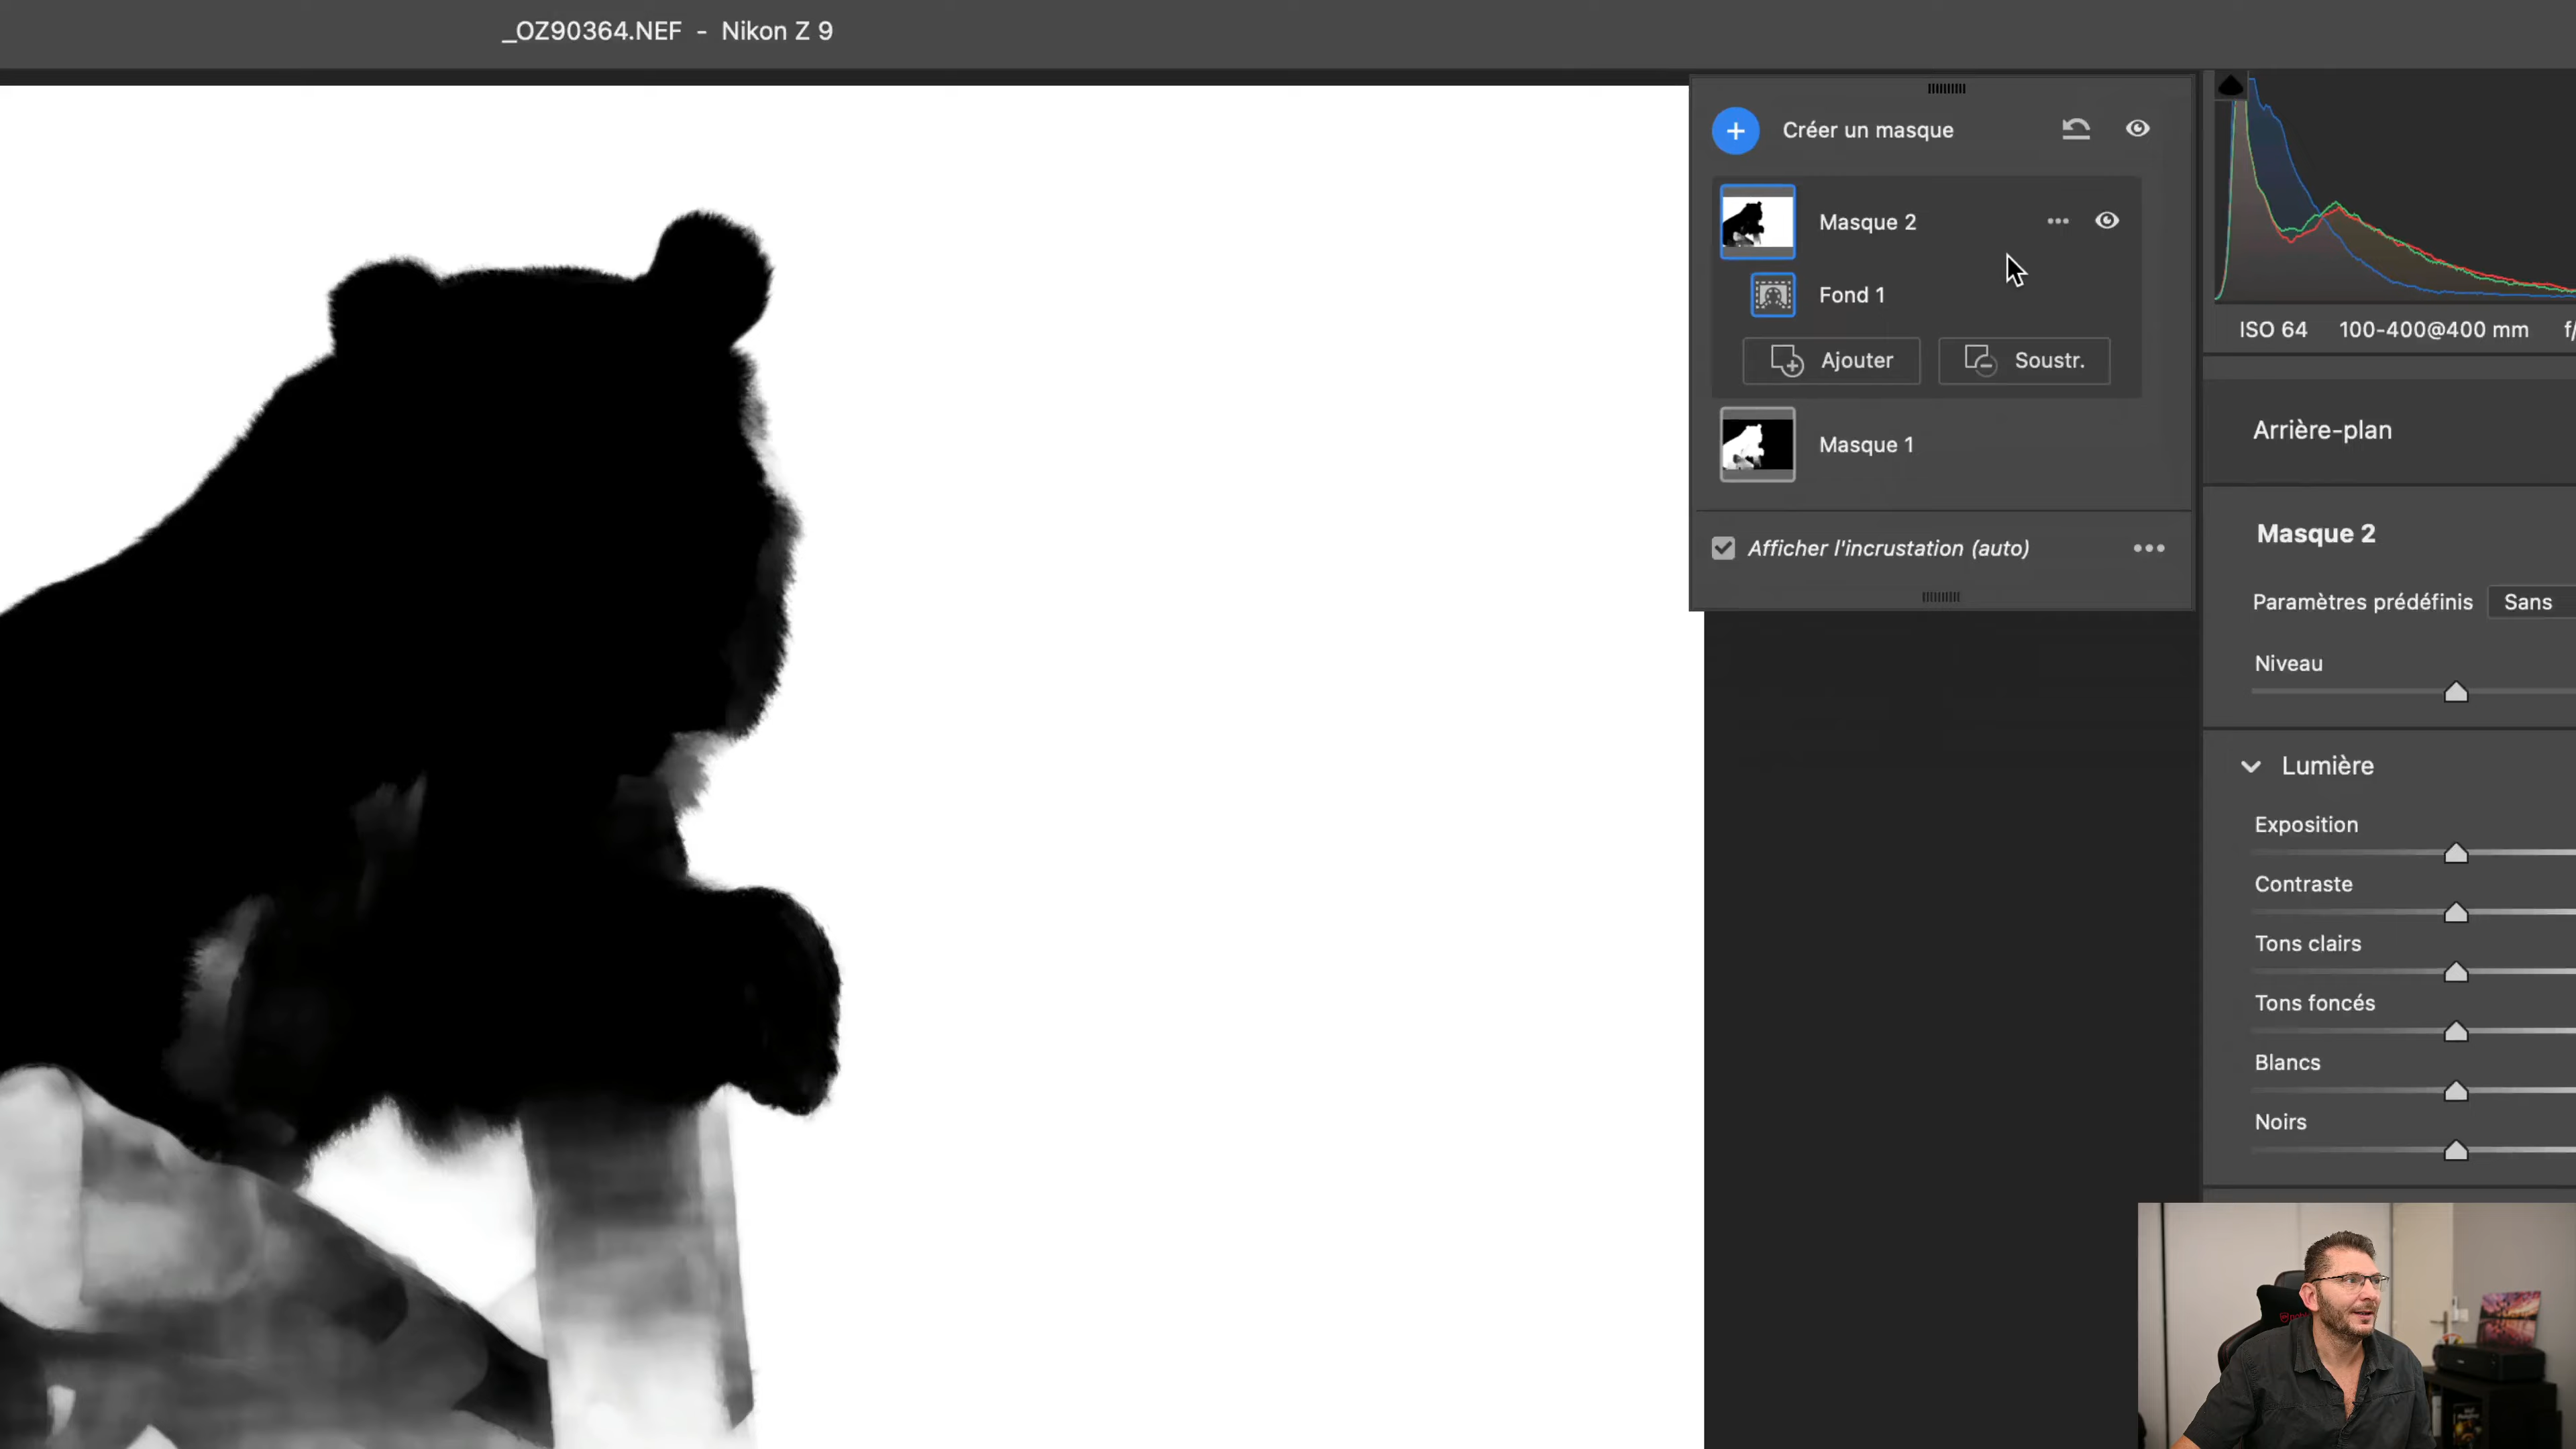 _OZ90364.NEF - Nikon Z 9
Créer un masque
Masque 2
Fond 1
Ajouter
Soustr.
Masque 1
Afficher l'incrustation (auto)
ISO 64 100-400@400 mm f/
Arrière-plan
Masque 2
Paramètres prédéfinis Sans
Niveau
Lumière
Exposition
Contraste
Tons clairs
Tons foncés
Blancs
Noirs